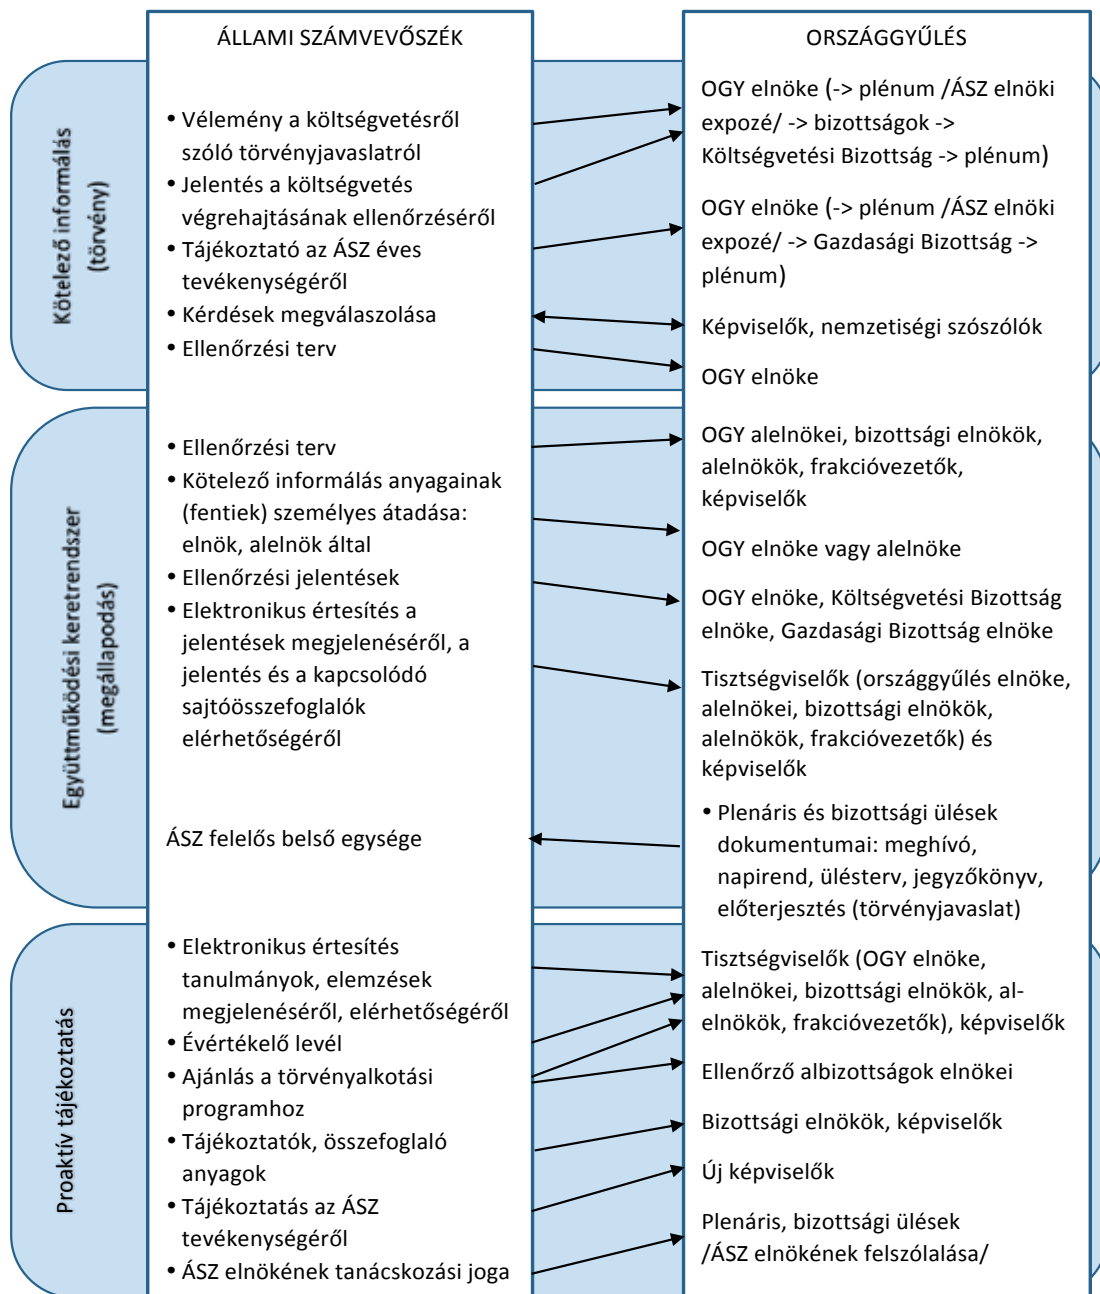 ÁLLAMI SZÁMVEVŐSZÉK
ORSZÁGGYŰLÉS
Kötelező informálás
(törvény)
• Vélemény a költségvetésről
szóló törvényjavaslatról
• Jelentés a költségvetés
végrehajtásának ellenőrzéséről
• Tájékoztató az ÁSZ éves
tevékenységéről
• Kérdések megválaszolása
• Ellenőrzési terv
OGY elnöke (-> plénum /ÁSZ elnöki
expozé/ -> bizottságok ->
Költségvetési Bizottság -> plénum)
OGY elnöke (-> plénum /ÁSZ elnöki
expozé/ -> Gazdasági Bizottság ->
plénum)
Képviselők, nemzetiségi szószólók
OGY elnöke
Együttműködési keretrendszer
(megállapodás)
• Ellenőrzési terv
• Kötelező informálás anyagainak
(fentiek) személyes átadása:
elnök, alelnök által
• Ellenőrzési jelentések
• Elektronikus értesítés a
jelentések megjelenéséről, a
jelentés és a kapcsolódó
sajtóösszefoglalók
elérhetőségéről
ÁSZ felelős belső egysége
OGY alelnökei, bizottsági elnökök,
alelnökök, frakcióvezetők,
képviselők
OGY elnöke vagy alelnöke
OGY elnöke, Költségvetési Bizottság
elnöke, Gazdasági Bizottság elnöke
Tisztségviselők (országgyűlés elnöke,
alelnökei, bizottsági elnökök,
alelnökök, frakcióvezetők) és
képviselők
• Plenáris és bizottsági ülések
dokumentumai: meghívó,
napirend, ülésterv, jegyzőkönyv,
előterjesztés (törvényjavaslat)
Proaktív tájékoztatás
• Elektronikus értesítés
tanulmányok, elemzések
megjelenéséről, elérhetőségéről
• Évértékelő levél
• Ajánlás a törvényalkotási
programhoz
• Tájékoztatók, összefoglaló
anyagok
• Tájékoztatás az ÁSZ
tevékenységéről
• ÁSZ elnökének tanácskozási joga
Tisztségviselők (OGY elnöke,
alelnökei, bizottsági elnökök, al-
elnökök, frakcióvezetők), képviselők
Ellenőrző albizottságok elnökei
Bizottsági elnökök, képviselők
Új képviselők
Plenáris, bizottsági ülések
/ÁSZ elnökének felszólalása/